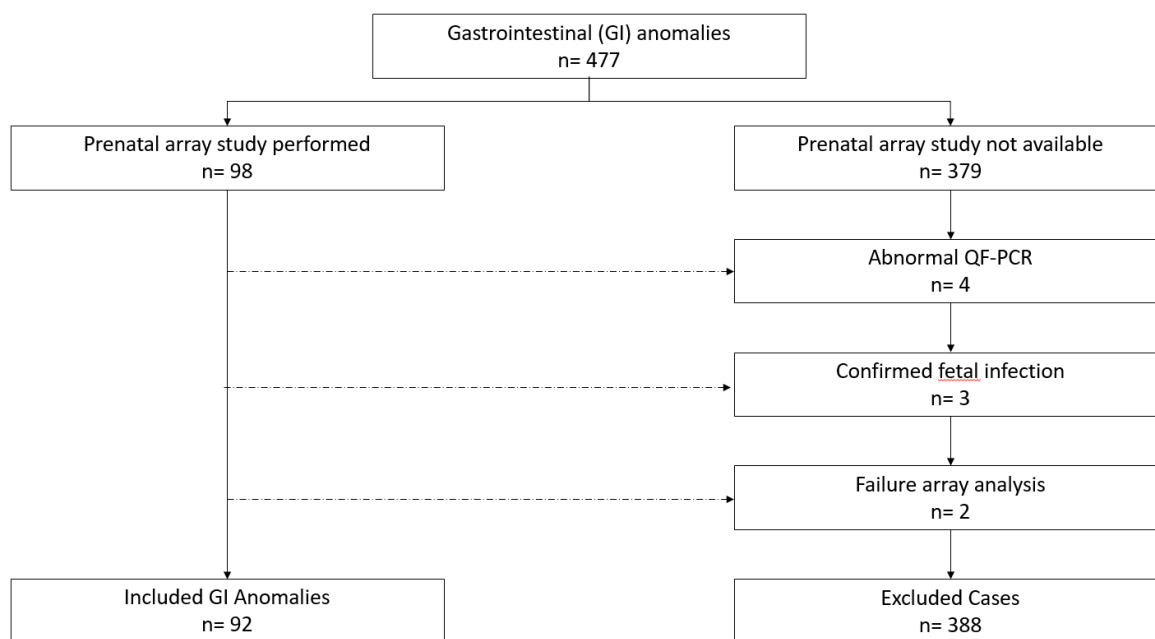 Gastrointestinal (GI) anomalies
n= 477
Prenatal array study performed
n= 98
Prenatal array study not available
n= 379
Abnormal QF-PCR
n= 4
Confirmed fetal infection
n= 3
Failure array analysis
n= 2
Included GI Anomalies
n= 92
Excluded Cases
n= 388